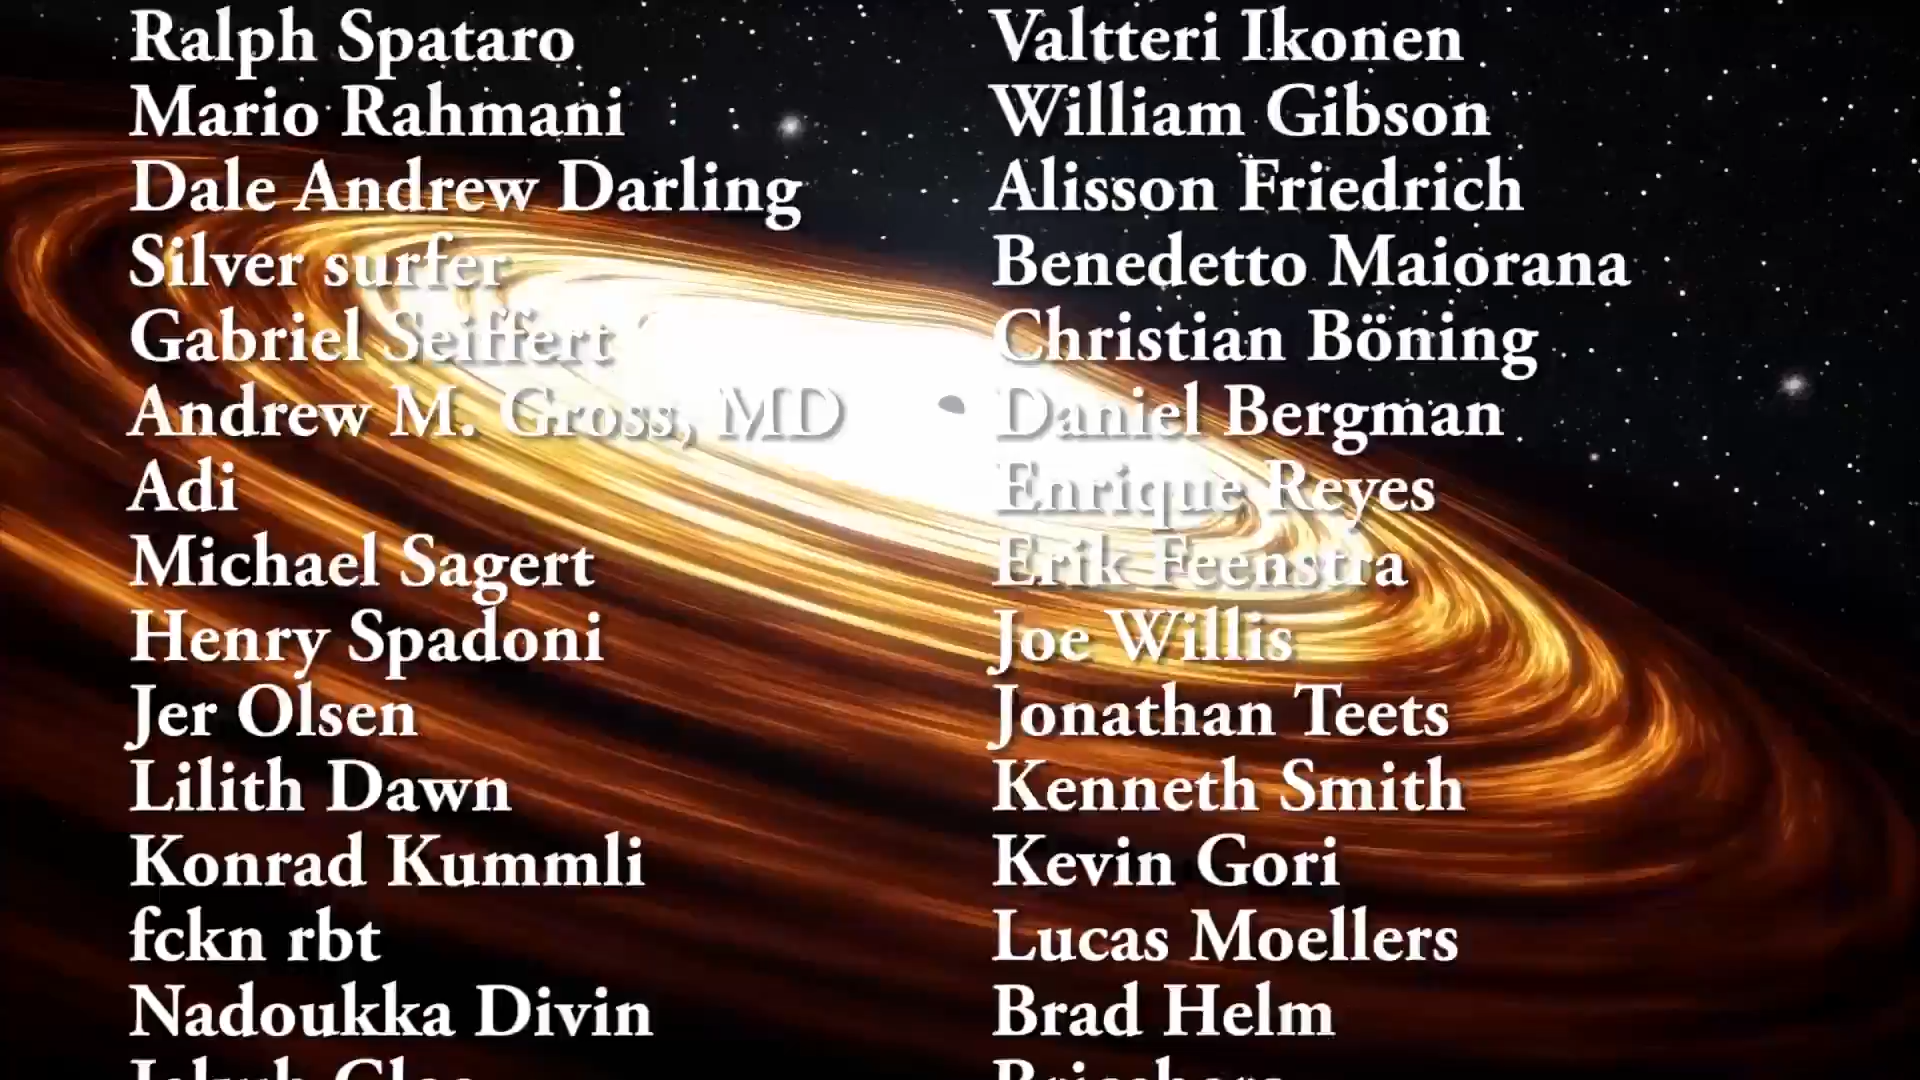 Ralph Spataro
Mario Rahmani
Dale Andrew Darling
Silver surfer
Gabriel Seiffert
Andrew M. Gross, MD
Adi
Michael Sagert
Henry Spadoni
Jer Olsen
Lilith Dawn
Konrad Kummli
fckn rbt
Nadoukka Divin
Valtteri Ikonen
William Gibson
Alisson Friedrich
Benedetto Maiorana
Christian Böning
Daniel Bergman
Enrique Reyes
Erik Feenstra
Joe Willis
Jonathan Teets
Kenneth Smith
Kevin Gori
Lucas Moellers
Brad Helm